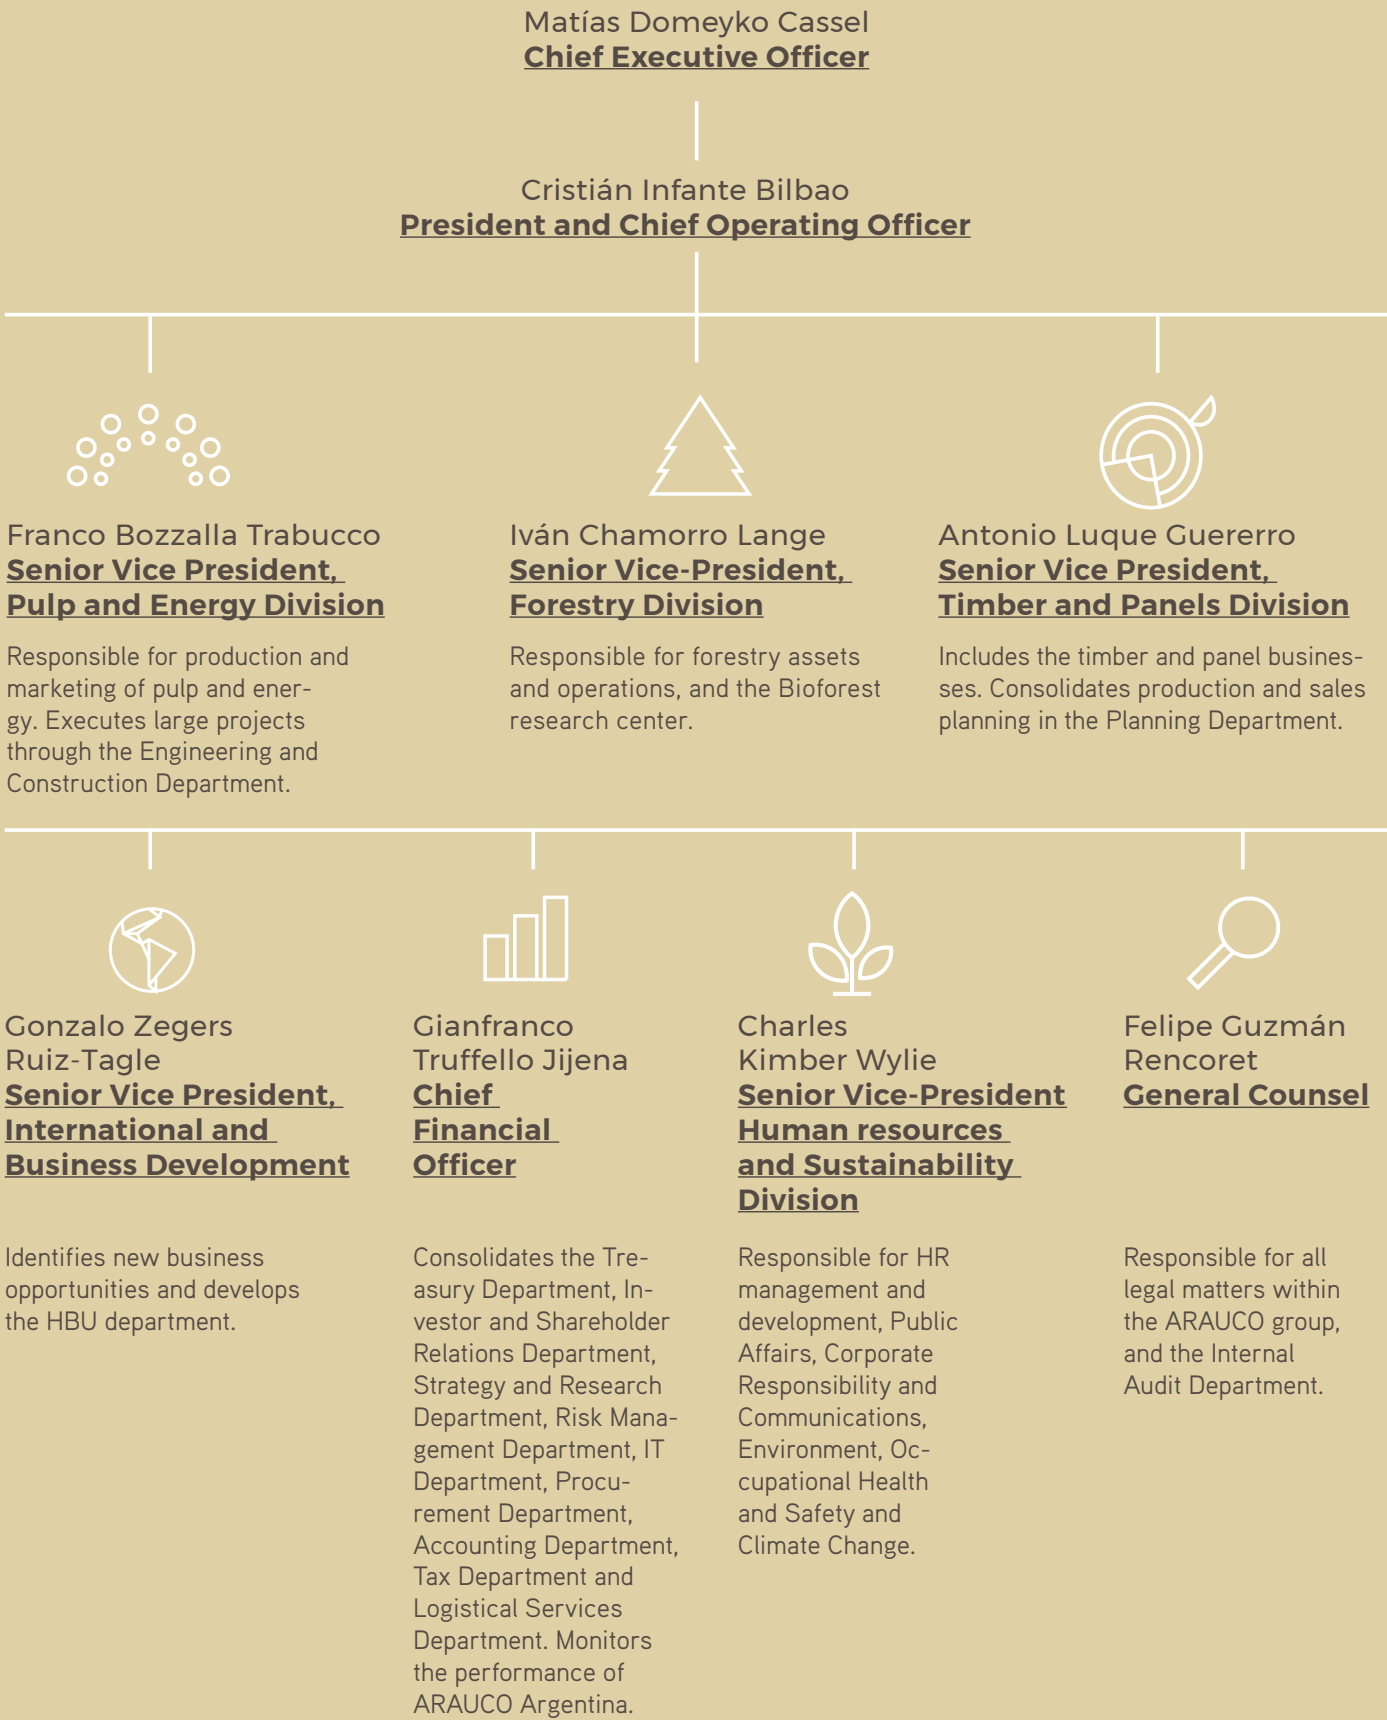 Matías Domeyko Cassel
Chief Executive Officer
Cristián Infante Bilbao
President and Chief Operating Officer
Franco Bozzalla Trabucco
Senior Vice President,
Pulp and Energy Division
Responsible for production and
marketing of pulp and ener-
gy. Executes large projects
through the Engineering and
Construction Department.
Iván Chamorro Lange
Senior Vice-President,
Forestry Division
Responsible for forestry assets
and operations, and the Bioforest
research center.
Antonio Luque Guererro
Senior Vice President,
Timber and Panels Division
Includes the timber and panel busines-
ses. Consolidates production and sales
planning in the Planning Department.
Gonzalo Zegers
Ruiz-Tagle
Senior Vice President,
International and
Business Development
Identifies new business
opportunities and develops
the HBU department.
Gianfranco
Truffello Jijena
Chief
Financial
Officer
Consolidates the Tre-
asury Department, In-
vestor and Shareholder
Relations Department,
Strategy and Research
Department, Risk Mana-
gement Department, IT
Department, Procu-
rement Department,
Accounting Department,
Tax Department and
Logistical Services
Department. Monitors
the performance of
ARAUCO Argentina.
Charles
Kimber Wylie
Senior Vice-President
Human resources
and Sustainability
Division
Responsible for HR
management and
development, Public
Affairs, Corporate
Responsibility and
Communications,
Environment, Oc-
cupational Health
and Safety and
Climate Change.
Felipe Guzmán
Rencoret
General Counsel
Responsible for all
legal matters within
the ARAUCO group,
and the Internal
Audit Department.